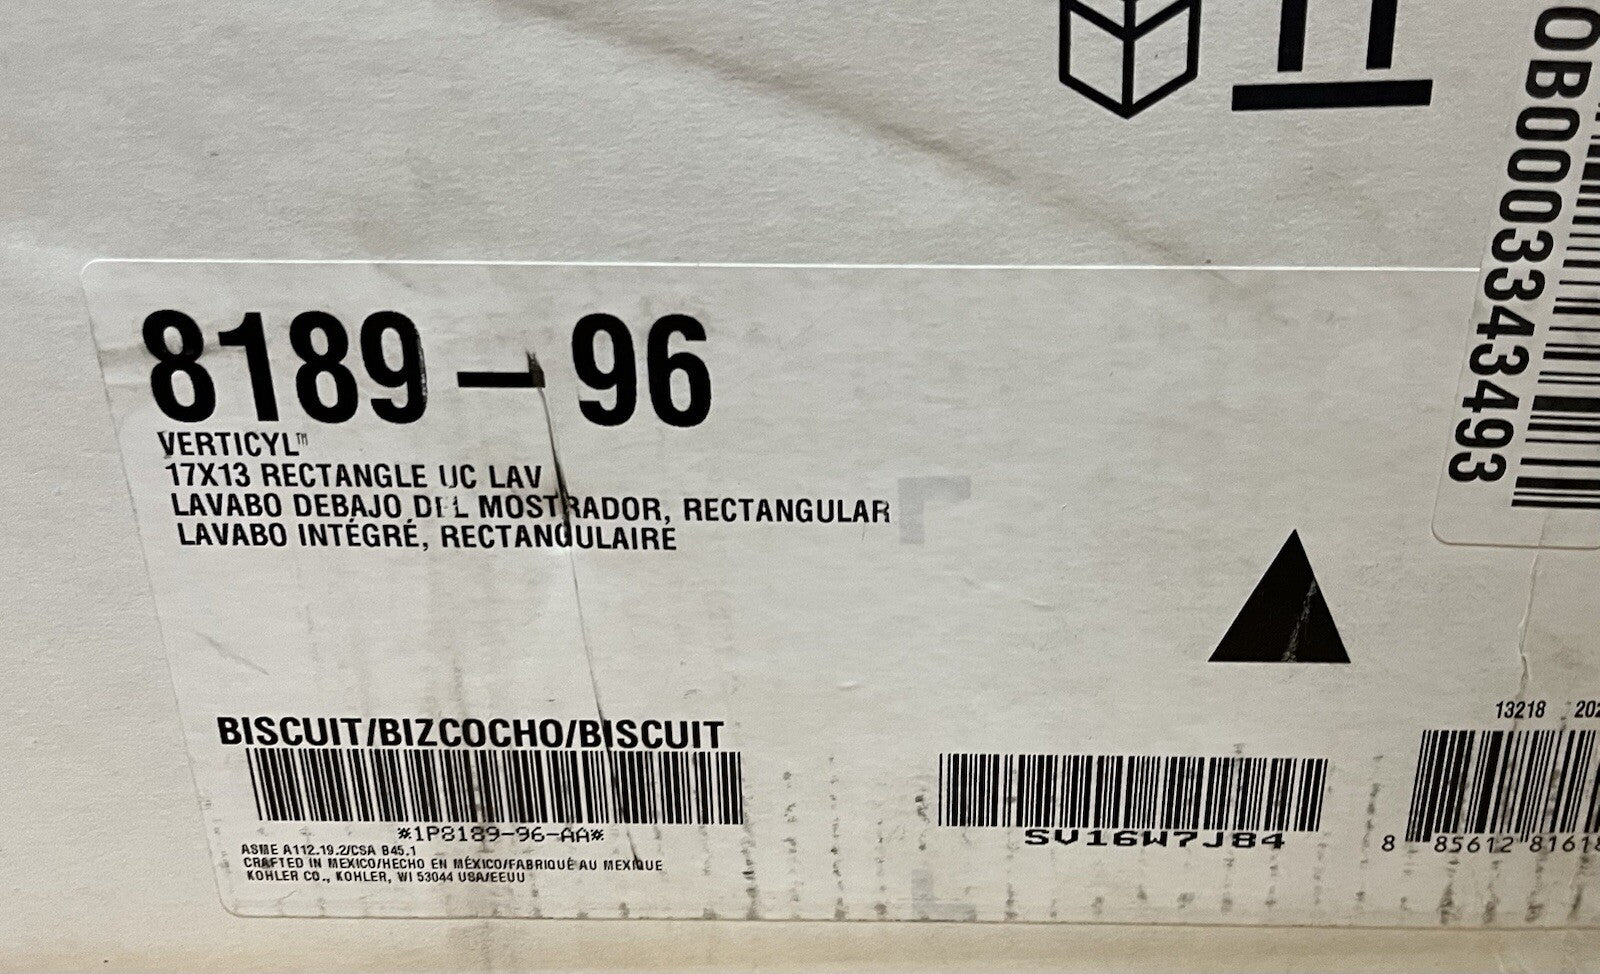 OB000334343493
8189-96
VERTICYL™
17X13 RECTANGLE UC LAV
LAVABO DEBAJO DEL MOSTRADOR, RECTANGULAR
LAVABO INTÉGRÉ, RECTANGULAIRE
13218
BISCUIT/BIZCOCHO/BISCUIT
*1P8189-96-AA*
SV16W7J84
8 85612
ASME A112.19.2/CSA B45.1
CRAFTED IN MEXICO/HECHO EN MÉXICO/FABRIQUÉ AU MEXIQUE
KOHLER CO., KOHLER, WI 53044 USA/EEUU